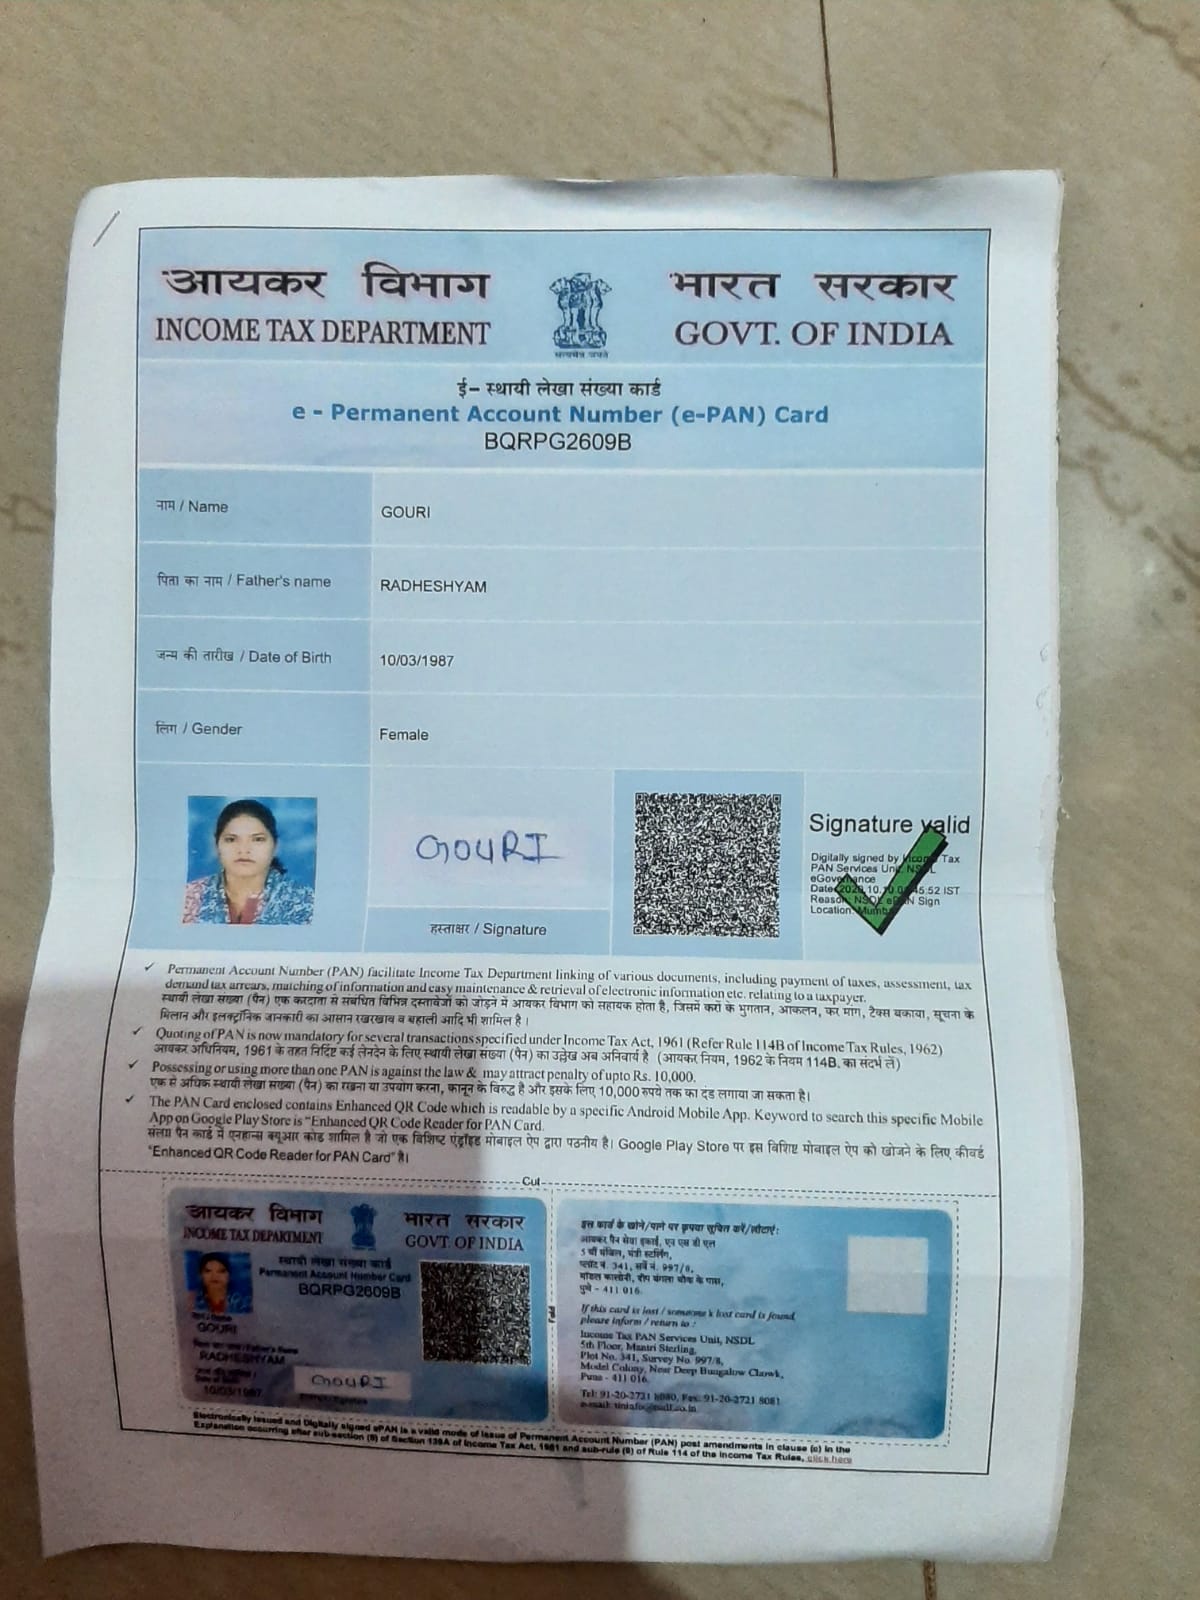 आयकर विभाग भारत सरकार
INCOME TAX DEPARTMENT GOVT. OF INDIA
सत्यमेव जयते
ई- स्थायी लेखा संख्या कार्ड
e - Permanent Account Number (e-PAN) Card
BQRPG2609B
नाम / Name GOURI
पिता का नाम / Father's name RADHESHYAM
जन्म की तारीख / Date of Birth 10/03/1987
लिंग / Gender Female
GOURI
हस्ताक्षर / Signature
Signature valid
Digitally signed by Income Tax
PAN Services Unit, NSDL
eGovernance
Date: 2020.10.10 45:52 IST
Reason: NSDL ePAN Sign
Location: Mumbai
✓ Permanent Account Number (PAN) facilitate Income Tax Department linking of various documents, including payment of taxes, assessment, tax
demand tax arrears, matching of information and easy maintenance & retrieval of electronic information etc. relating to a taxpayer.
स्थायी लेखा संख्या (पैन) एक करदाता से संबंधित विभिन्न दस्तावेजों को जोड़ने में आयकर विभाग को सहायक होता है, जिसमें करों के भुगतान, आकलन, कर मांग, टैक्स बकाया, सूचना के
मिलान और इलक्ट्रॉनिक जानकारी का आसान रखरखाव व बहाली आदि भी शामिल है ।
✓ Quoting of PAN is now mandatory for several transactions specified under Income Tax Act, 1961 (Refer Rule 114B of Income Tax Rules, 1962)
आयकर अधिनियम, 1961 के तहत निर्दिष्ट कई लेनदेन के लिए स्थायी लेखा संख्या (पैन) का उल्लेख अब अनिवार्य है (आयकर नियम, 1962 के नियम 114B, का संदर्भ लें)
✓ Possessing or using more than one PAN is against the law & may attract penalty of upto Rs. 10,000.
एक से अधिक स्थायी लेखा संख्या (पैन) का रखना या उपयोग करना, कानून के विरुद्ध है और इसके लिए 10,000 रुपये तक का दंड लगाया जा सकता है।
✓ The PAN Card enclosed contains Enhanced QR Code which is readable by a specific Android Mobile App. Keyword to search this specific Mobile
App on Google Play Store is "Enhanced QR Code Reader for PAN Card.
संलग्न पैन कार्ड में एनहान्स क्यूआर कोड शामिल है जो एक विशिष्ट एंड्रॉइड मोबाइल ऐप द्वारा पठनीय है। Google Play Store पर इस विशिष्ट मोबाइल ऐप को खोजने के लिए कीवर्ड
"Enhanced QR Code Reader for PAN Card" है।
Cut
आयकर विभाग भारत सरकार
INCOME TAX DEPARTMENT GOVT. OF INDIA
स्थायी लेखा संख्या कार्ड
Permanent Account Number Card
BQRPG2609B
GOURI
Father's Name
RADHESHYAM
Date of Birth
10/03/1987
GOURI
Fold
इस कार्ड के खोने/पाने पर कृपया सूचित करें/लौटाएं:
आयकर पैन सेवा इकाई, एन एस डी एल
5 वीं मंजिल, मंत्री स्टर्लिंग,
प्लॉट नं. 341, सर्वे नं. 997/8,
मॉडल कालोनी, दीप बंगला चौक के पास,
पुणे - 411 016.
If this card is lost / someone's lost card is found,
please inform / return to :
Income Tax PAN Services Unit, NSDL
5th Floor, Mantri Sterling,
Plot No. 341, Survey No. 997/8,
Model Colony, Near Deep Bungalow Chowk,
Pune - 411 016.
Tel: 91-20-2721 8080, Fax: 91-20-2721 8081
e-mail: tininfo@nsdl.co.in
Electronically issued and Digitally signed ePAN is a valid mode of issue of Permanent Account Number (PAN) post amendments in clause (c) in the
Explanation occurring after sub-section (8) of Section 139A of Income Tax Act, 1961 and sub-rule (6) of Rule 114 of the Income Tax Rules, click here